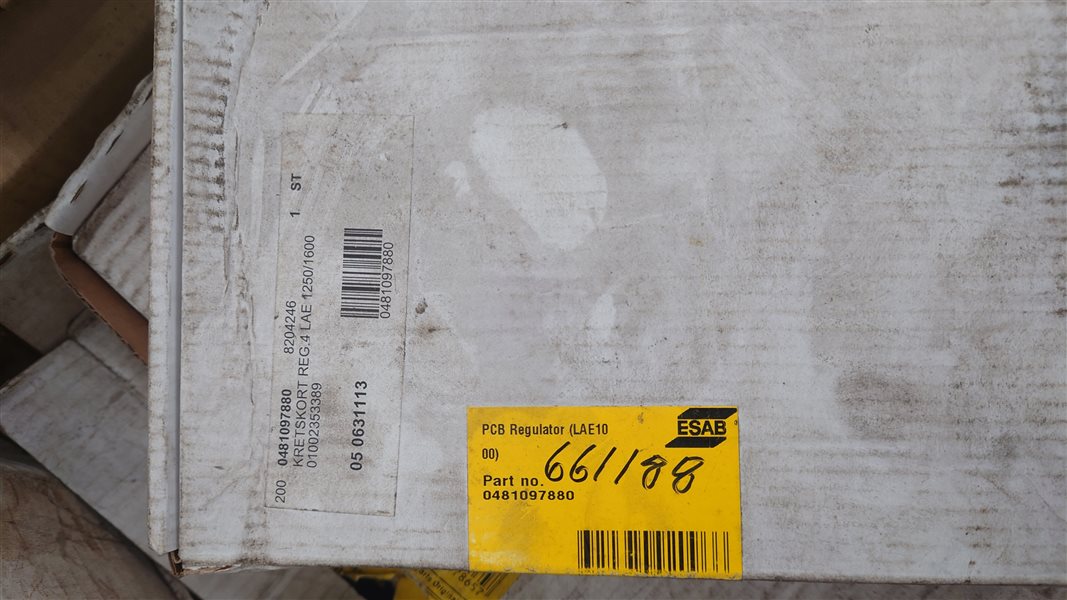 200 0481097880 8204246 1. ST
KRETSKORT REG.4 LAE 1250/1600
01002353389
05 0631113
0481097880
ESAB
PCB Regulator (LAE10
00)
661188
Part no.
0481097880